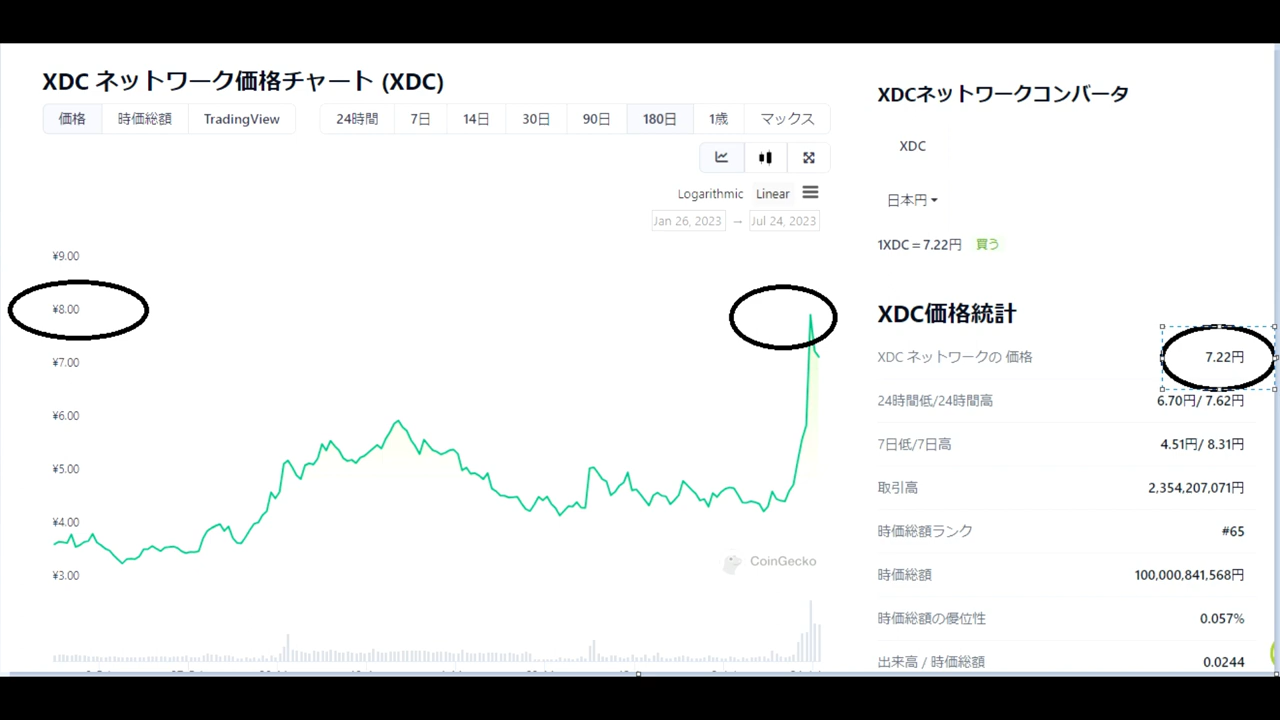 XDC ネットワーク価格チャート (XDC)
価格 時価総額 TradingView 24時間 7日 14日 30日 90日 180日 1歳 マックス
Logarithmic Linear
Jan 26, 2023 → Jul 24, 2023
¥9.00
¥8.00
¥7.00
¥6.00
¥5.00
¥4.00
¥3.00
CoinGecko
XDCネットワークコンバータ
XDC
日本円
1XDC = 7.22円 買う
XDC価格統計
XDC ネットワークの 価格 7.22円
24時間低/24時間高 6.70円/ 7.62円
7日低/7日高 4.51円/ 8.31円
取引高 2,354,207,071円
時価総額ランク #65
時価総額 100,000,841,568円
時価総額の優位性 0.057%
出来高 / 時価総額 0.0244